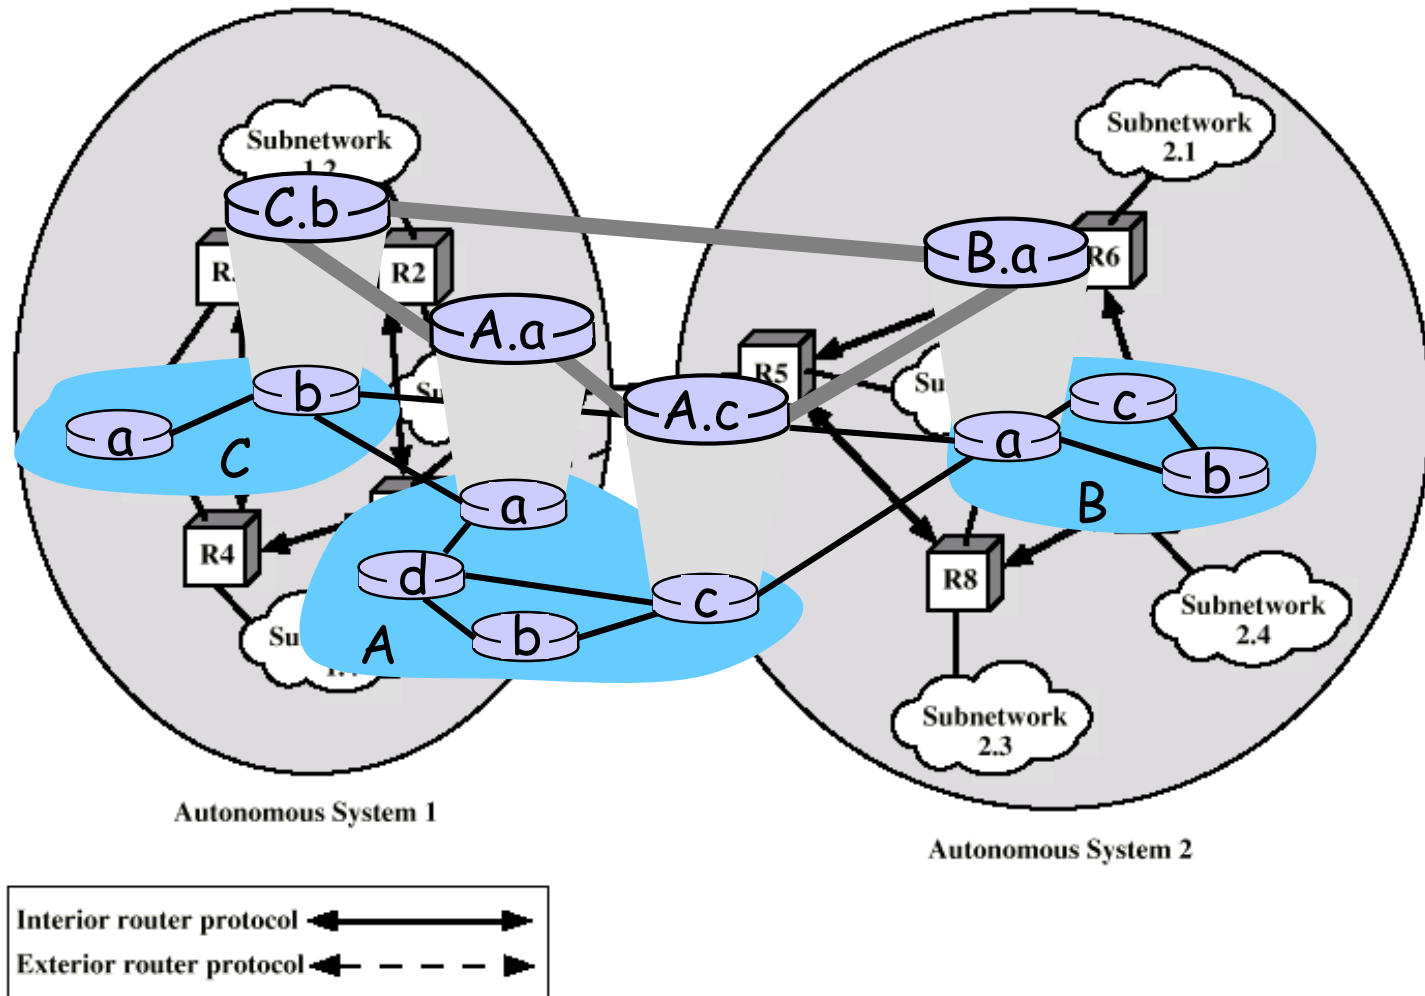 Subnetwork
Subnetwork
2.1
C.b
B.a
R2
R6
A.a
R5
A.c
b
c
a
a
C
b
a
B
R4
d
R8
c
b
A
Subnetwork
2.4
Subnetwork
2.3
Autonomous System 1
Autonomous System 2
Interior router protocol
Exterior router protocol